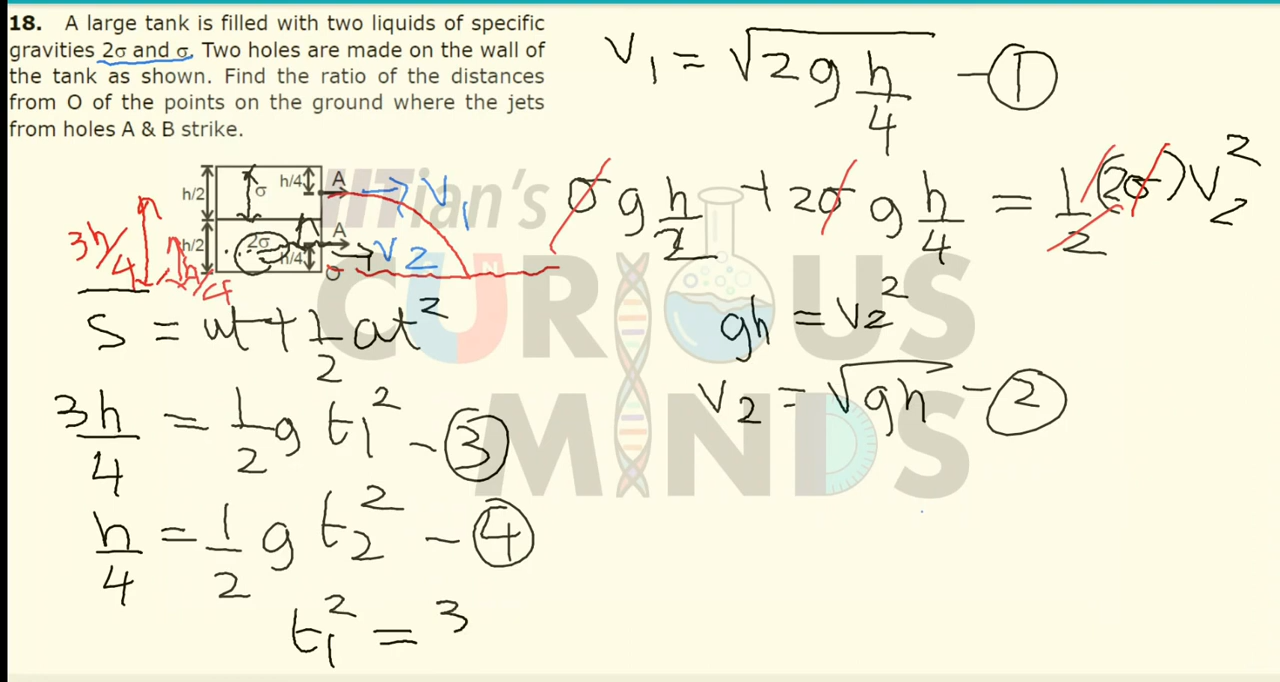 18. A large tank is filled with two liquids of specific
gravities 2σ and σ. Two holes are made on the wall of
the tank as shown. Find the ratio of the distances
from O of the points on the ground where the jets
from holes A & B strike.
V₁ = √(2g h/4) - ①
h/2
σ
h/4
A
V₁
h/2
2σ
h/4
A
V2
O
3h/4
h/4
IITian's
CURIOUS
MINDS
σ g h/2 + 2σ g h/4 = 1/2 (2σ) V₂²
gh = V₂²
V₂ = √gh - ②
S = ut + 1/2 at²
3h/4 = 1/2 g t₁² - ③
h/4 = 1/2 g t₂² - ④
t₁² = 3